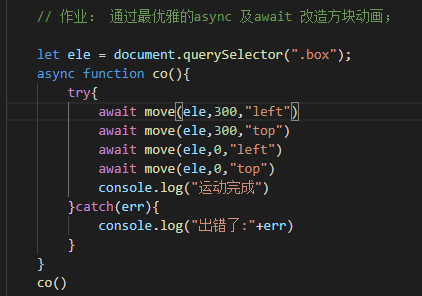 // 作业： 通过最优雅的async 及await 改造方块动画；
let ele = document.querySelector(".box");
async function co(){
try{
await move(ele,300,"left")
await move(ele,300,"top")
await move(ele,0,"left")
await move(ele,0,"top")
console.log("运动完成")
}catch(err){
console.log("出错了:"+err)
}
}
co()